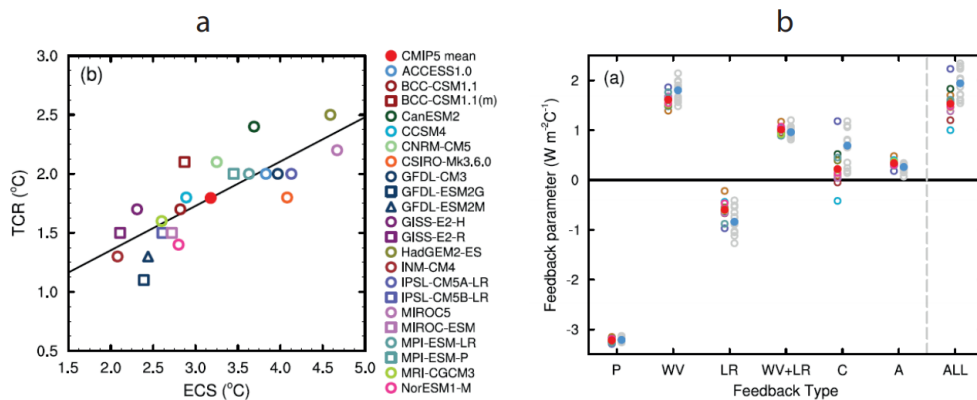 a
b
(b)
TCR (°C)
3.0
2.5
2.0
1.5
1.0
0.5
1.5 2.0 2.5 3.0 3.5 4.0 4.5 5.0
ECS (°C)
CMIP5 mean
ACCESS1.0
BCC-CSM1.1
BCC-CSM1.1(m)
CanESM2
CCSM4
CNRM-CM5
CSIRO-Mk3.6.0
GFDL-CM3
GFDL-ESM2G
GFDL-ESM2M
GISS-E2-H
GISS-E2-R
HadGEM2-ES
INM-CM4
IPSL-CM5A-LR
IPSL-CM5B-LR
MIROC5
MIROC-ESM
MPI-ESM-LR
MPI-ESM-P
MRI-CGCM3
NorESM1-M
(a)
Feedback parameter (W m-2°C-1)
2
1
0
-1
-2
-3
P WV LR WV+LR C A ALL
Feedback Type